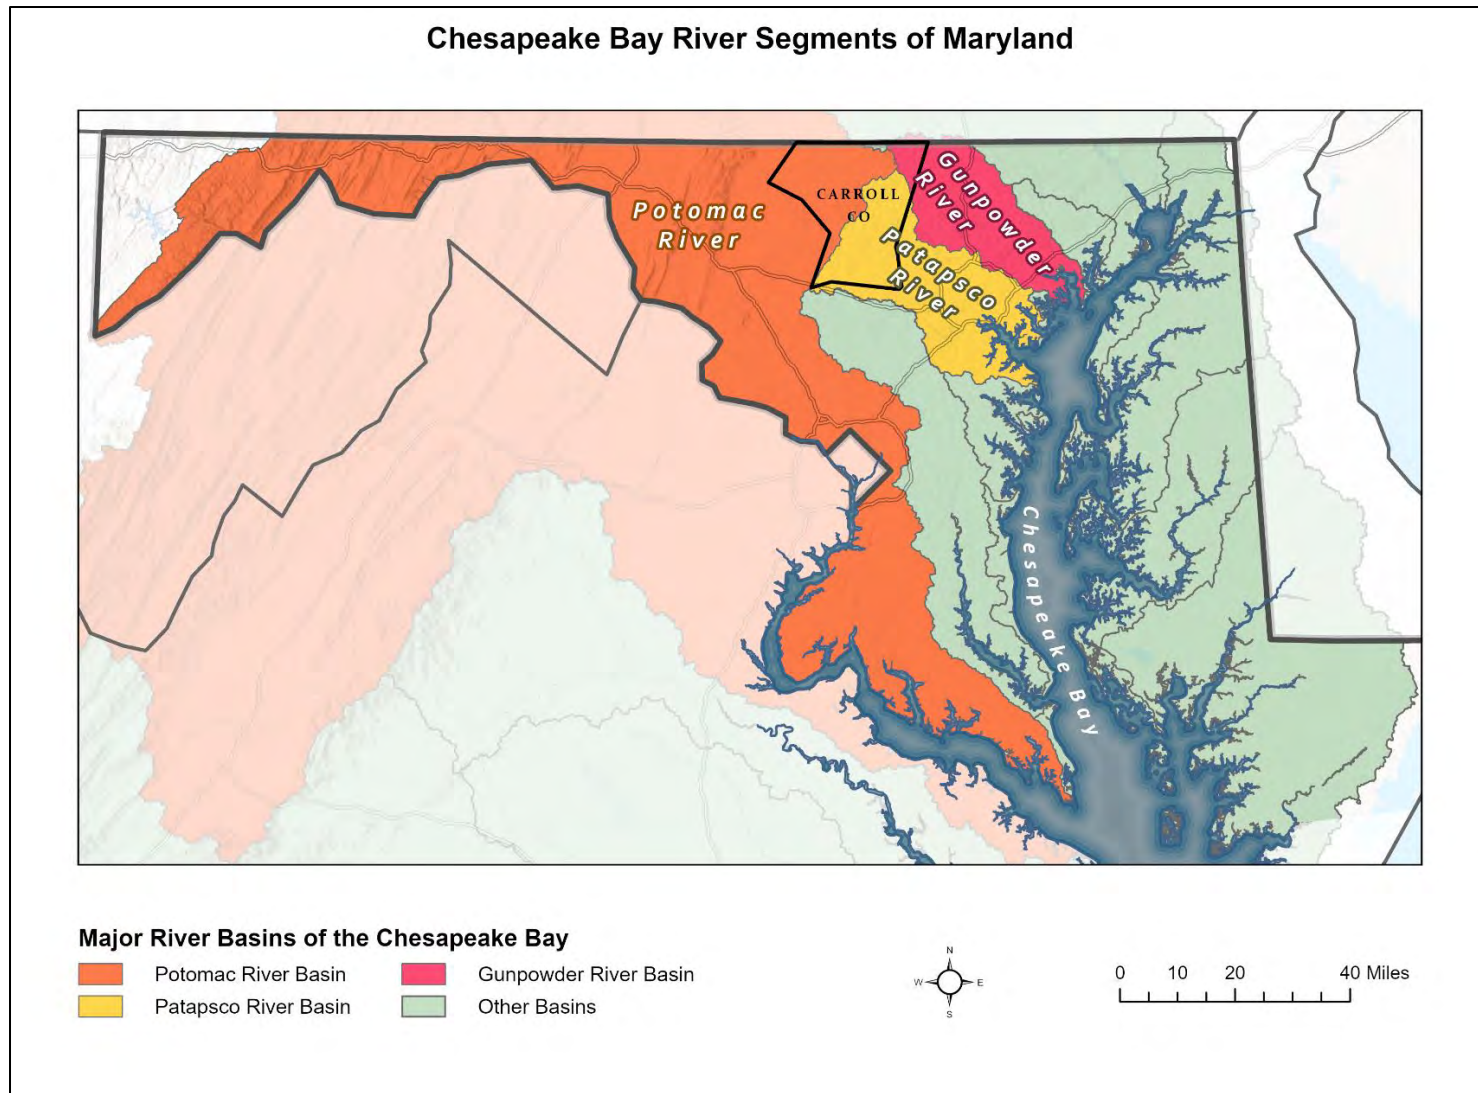 Chesapeake Bay River Segments of Maryland
Potomac
River
CARROLL
CO
Gunpowder
River
Patapsco
River
Chesapeake Bay
Major River Basins of the Chesapeake Bay
Potomac River Basin
Gunpowder River Basin
Patapsco River Basin
Other Basins
N
W E
S
0 10 20 40 Miles